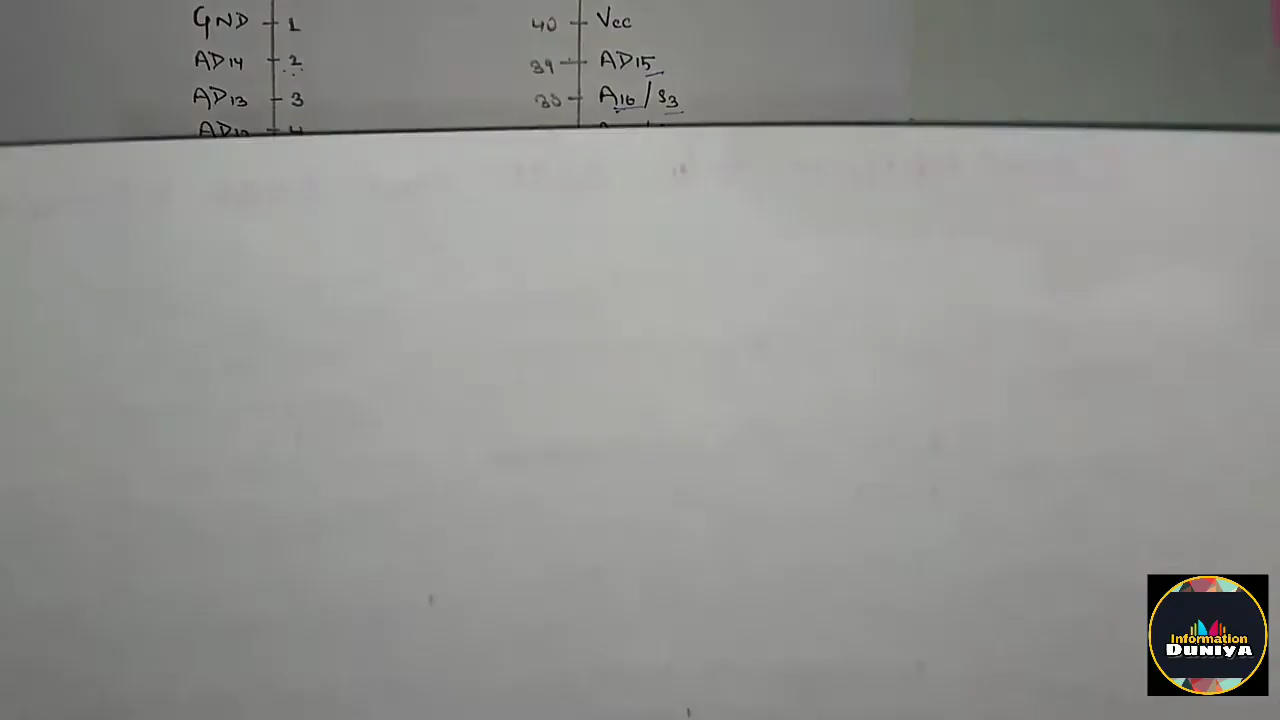 GND 1 40 Vcc
AD14 2 39 AD15
AD13 3 38 A16/S3
Information
DUNiYA